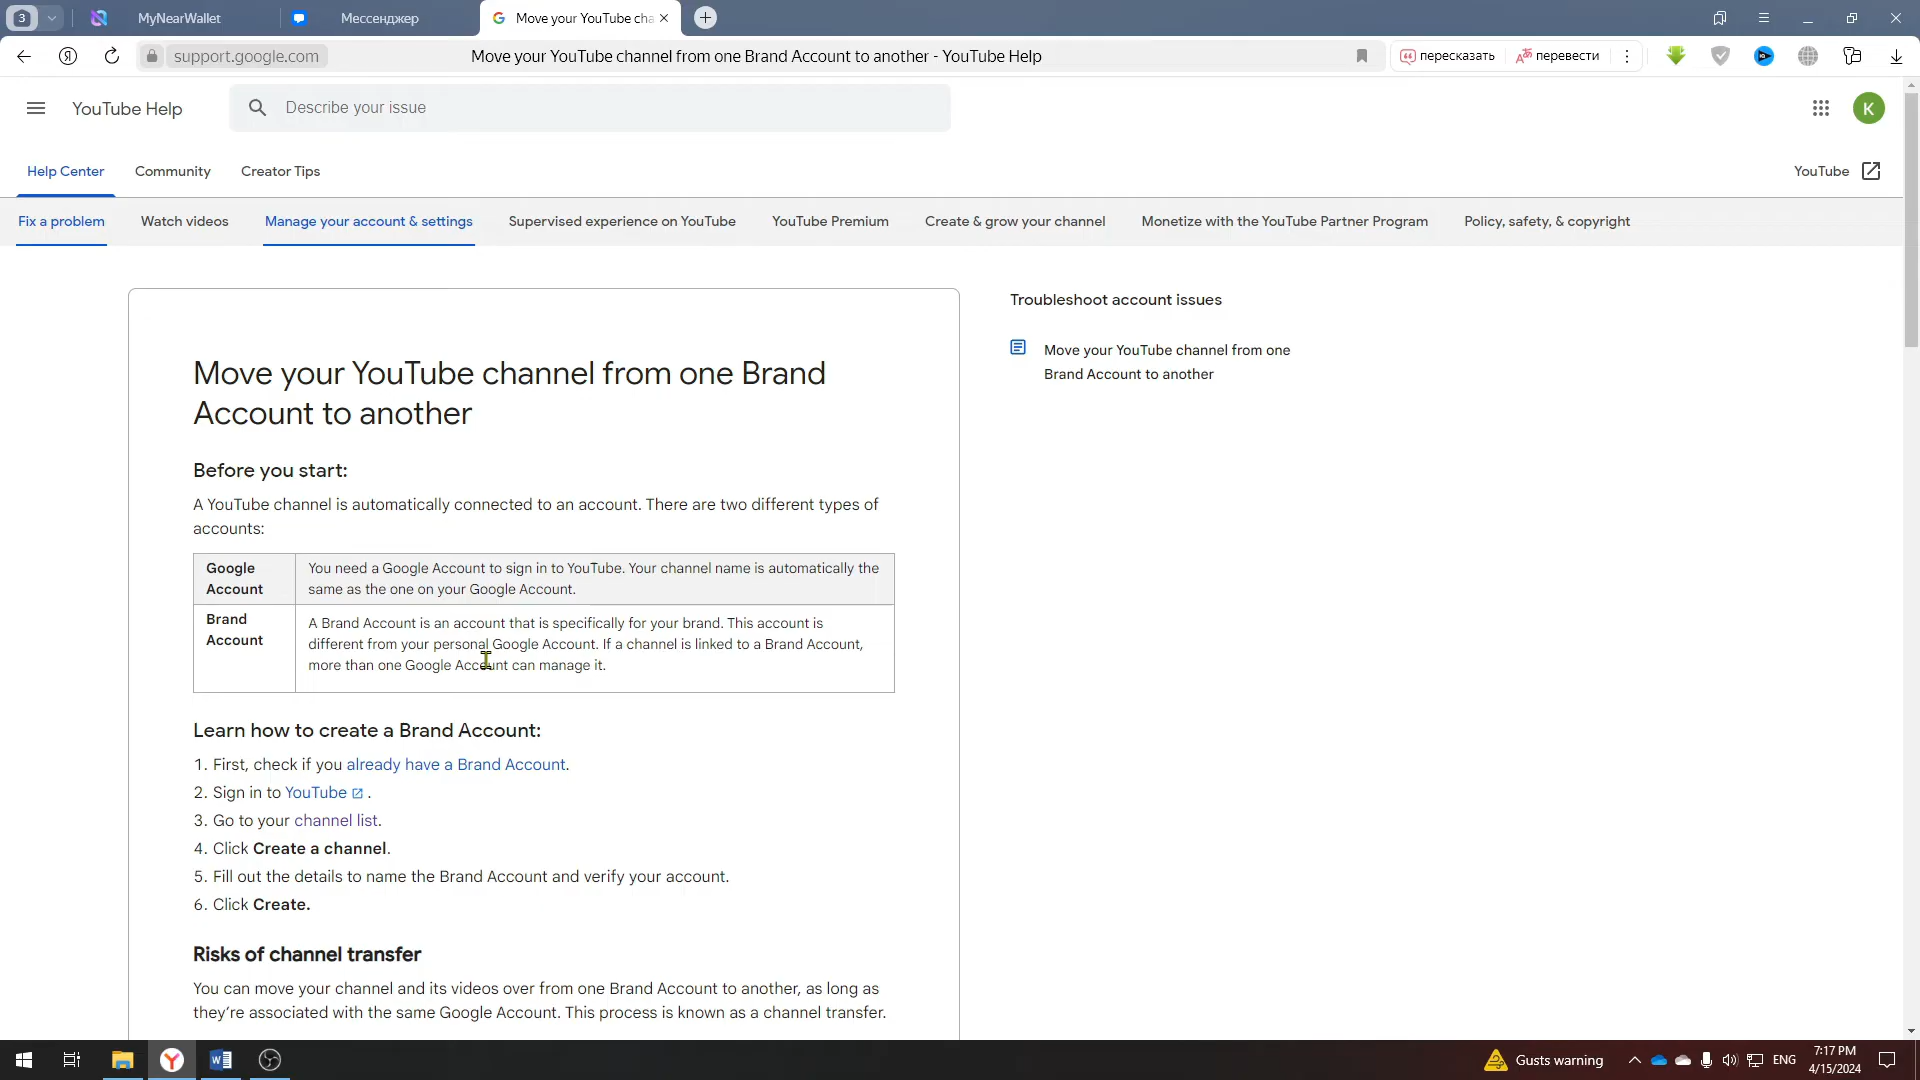 3
MyNearWallet
Мессенджер
Move your YouTube cha
support.google.com
Move your YouTube channel from one Brand Account to another - YouTube Help
пересказать
перевести
YouTube Help
Describe your issue
K
Help Center
Community
Creator Tips
YouTube
Fix a problem
Watch videos
Manage your account & settings
Supervised experience on YouTube
YouTube Premium
Create & grow your channel
Monetize with the YouTube Partner Program
Policy, safety, & copyright
Move your YouTube channel from one Brand
Account to another
Before you start:
A YouTube channel is automatically connected to an account. There are two different types of
accounts:
Google
Account
You need a Google Account to sign in to YouTube. Your channel name is automatically the
same as the one on your Google Account.
Brand
Account
A Brand Account is an account that is specifically for your brand. This account is
different from your personal Google Account. If a channel is linked to a Brand Account,
more than one Google Account can manage it.
Learn how to create a Brand Account:
1. First, check if you already have a Brand Account.
2. Sign in to YouTube .
3. Go to your channel list.
4. Click Create a channel.
5. Fill out the details to name the Brand Account and verify your account.
6. Click Create.
Risks of channel transfer
You can move your channel and its videos over from one Brand Account to another, as long as
they’re associated with the same Google Account. This process is known as a channel transfer.
Troubleshoot account issues
Move your YouTube channel from one
Brand Account to another
Gusts warning
ENG
7:17 PM
4/15/2024